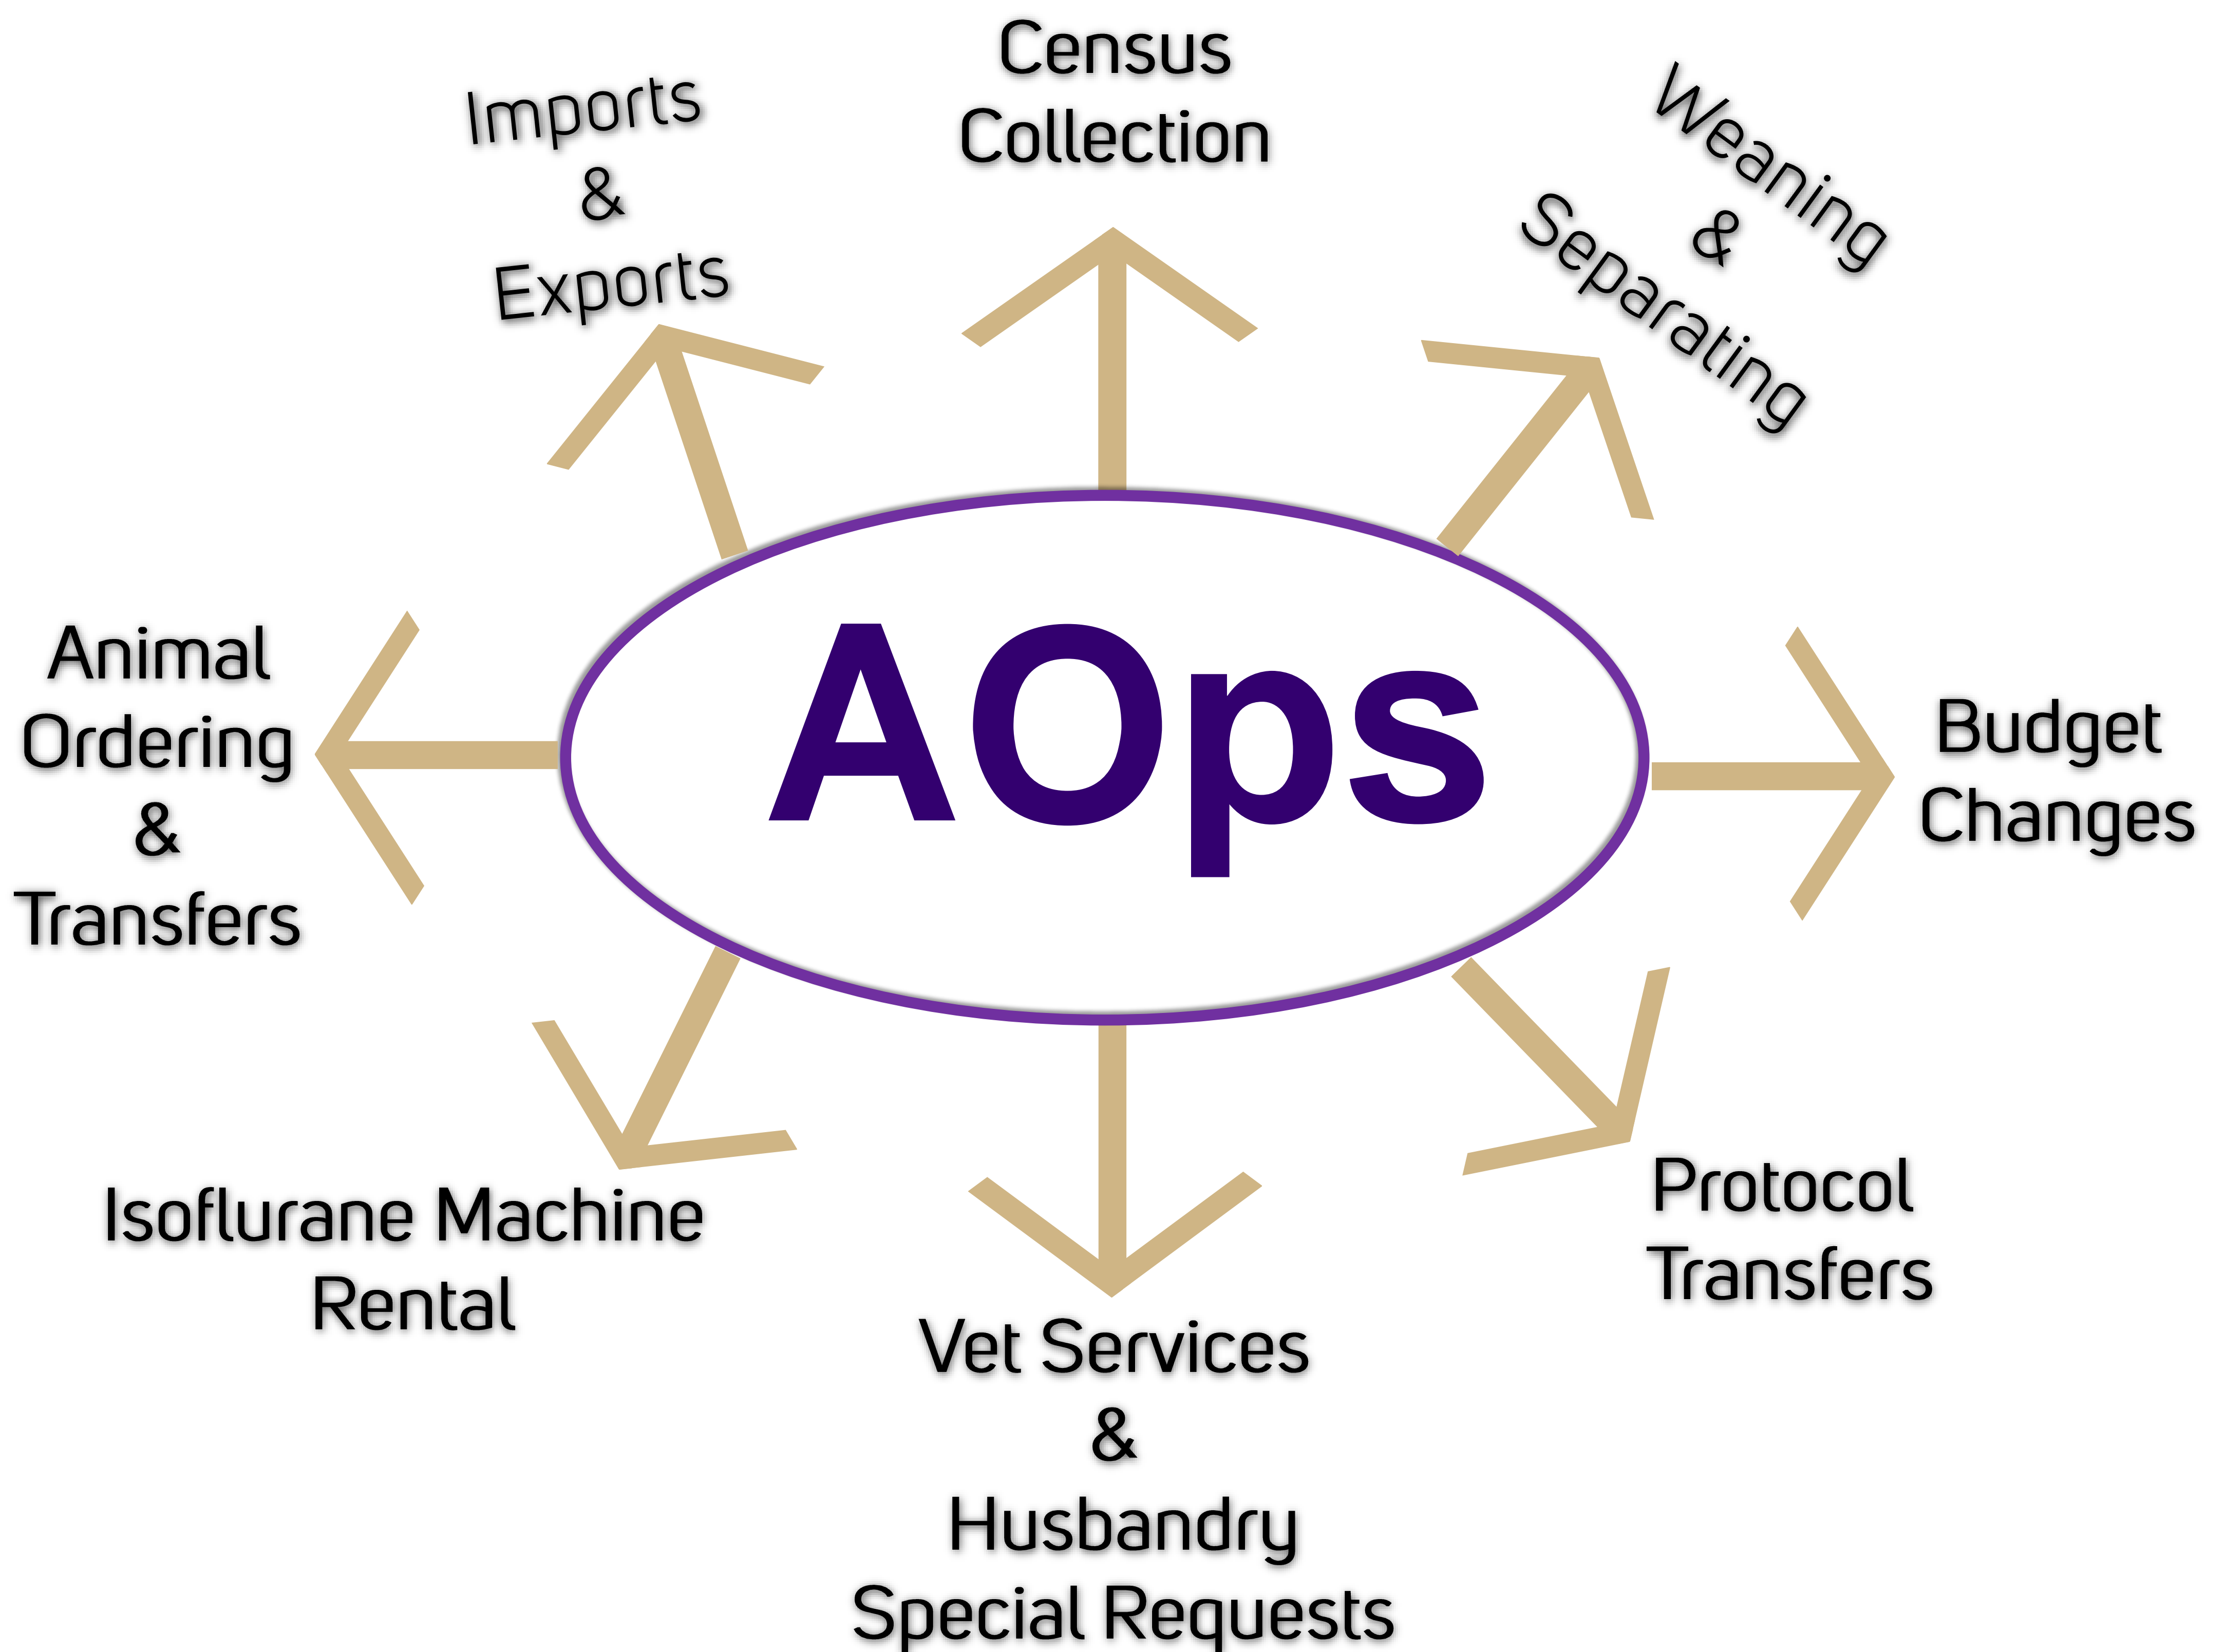 Census
Collection
Imports
&
Exports
Weaning
&
Separating
Animal
Ordering
&
Transfers
AOps
Budget
Changes
Isoflurane Machine
Rental
Protocol
Transfers
Vet Services
&
Husbandry
Special Requests